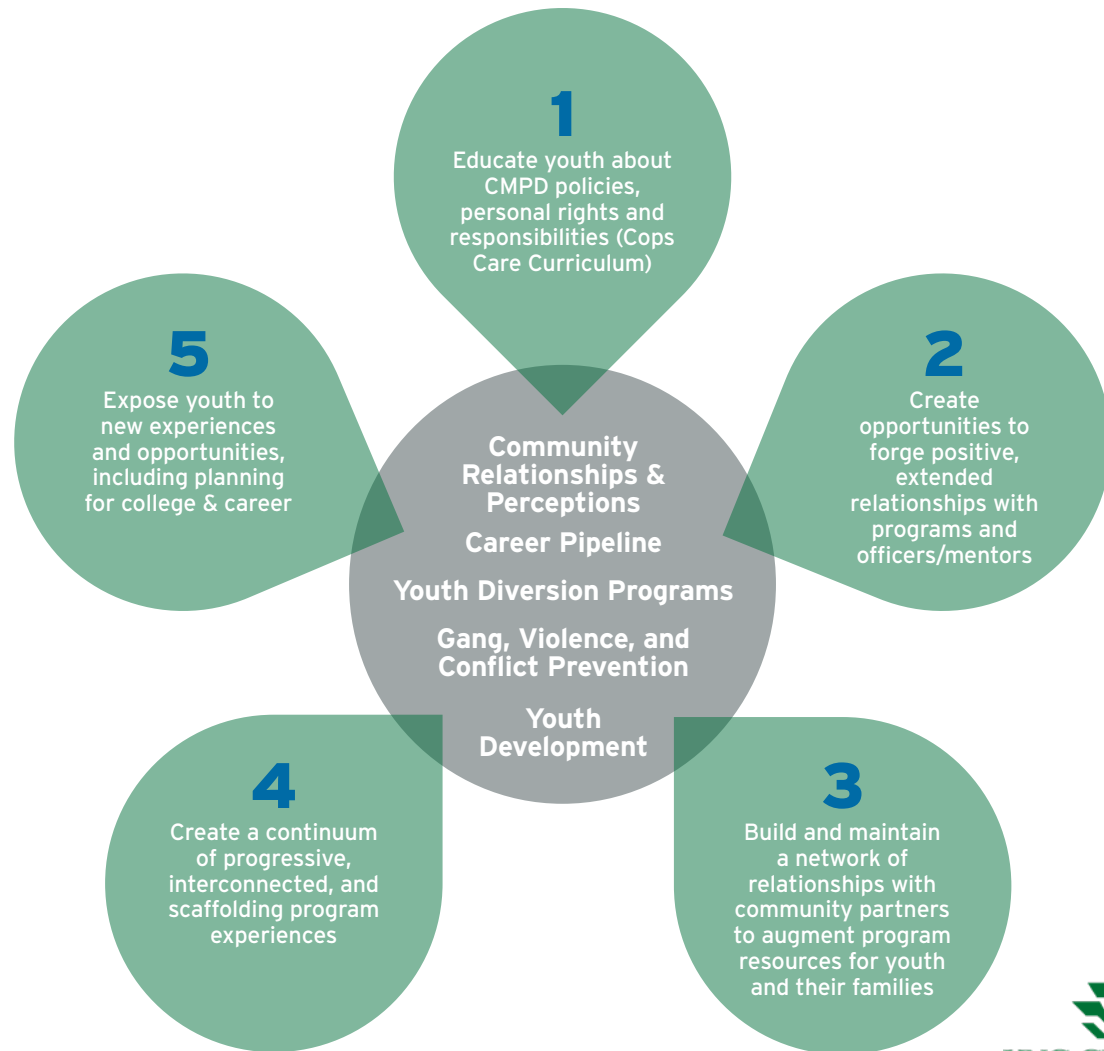 1
Educate youth about
CMPD policies,
personal rights and
responsibilities (Cops
Care Curriculum)
2
Create
opportunities to
forge positive,
extended
relationships with
programs and
officers/mentors
3
Build and maintain
a network of
relationships with
community partners
to augment program
resources for youth
and their families
4
Create a continuum
of progressive,
interconnected, and
scaffolding program
experiences
5
Expose youth to
new experiences
and opportunities,
including planning
for college & career
Community
Relationships &
Perceptions
Career Pipeline
Youth Diversion Programs
Gang, Violence, and
Conflict Prevention
Youth
Development